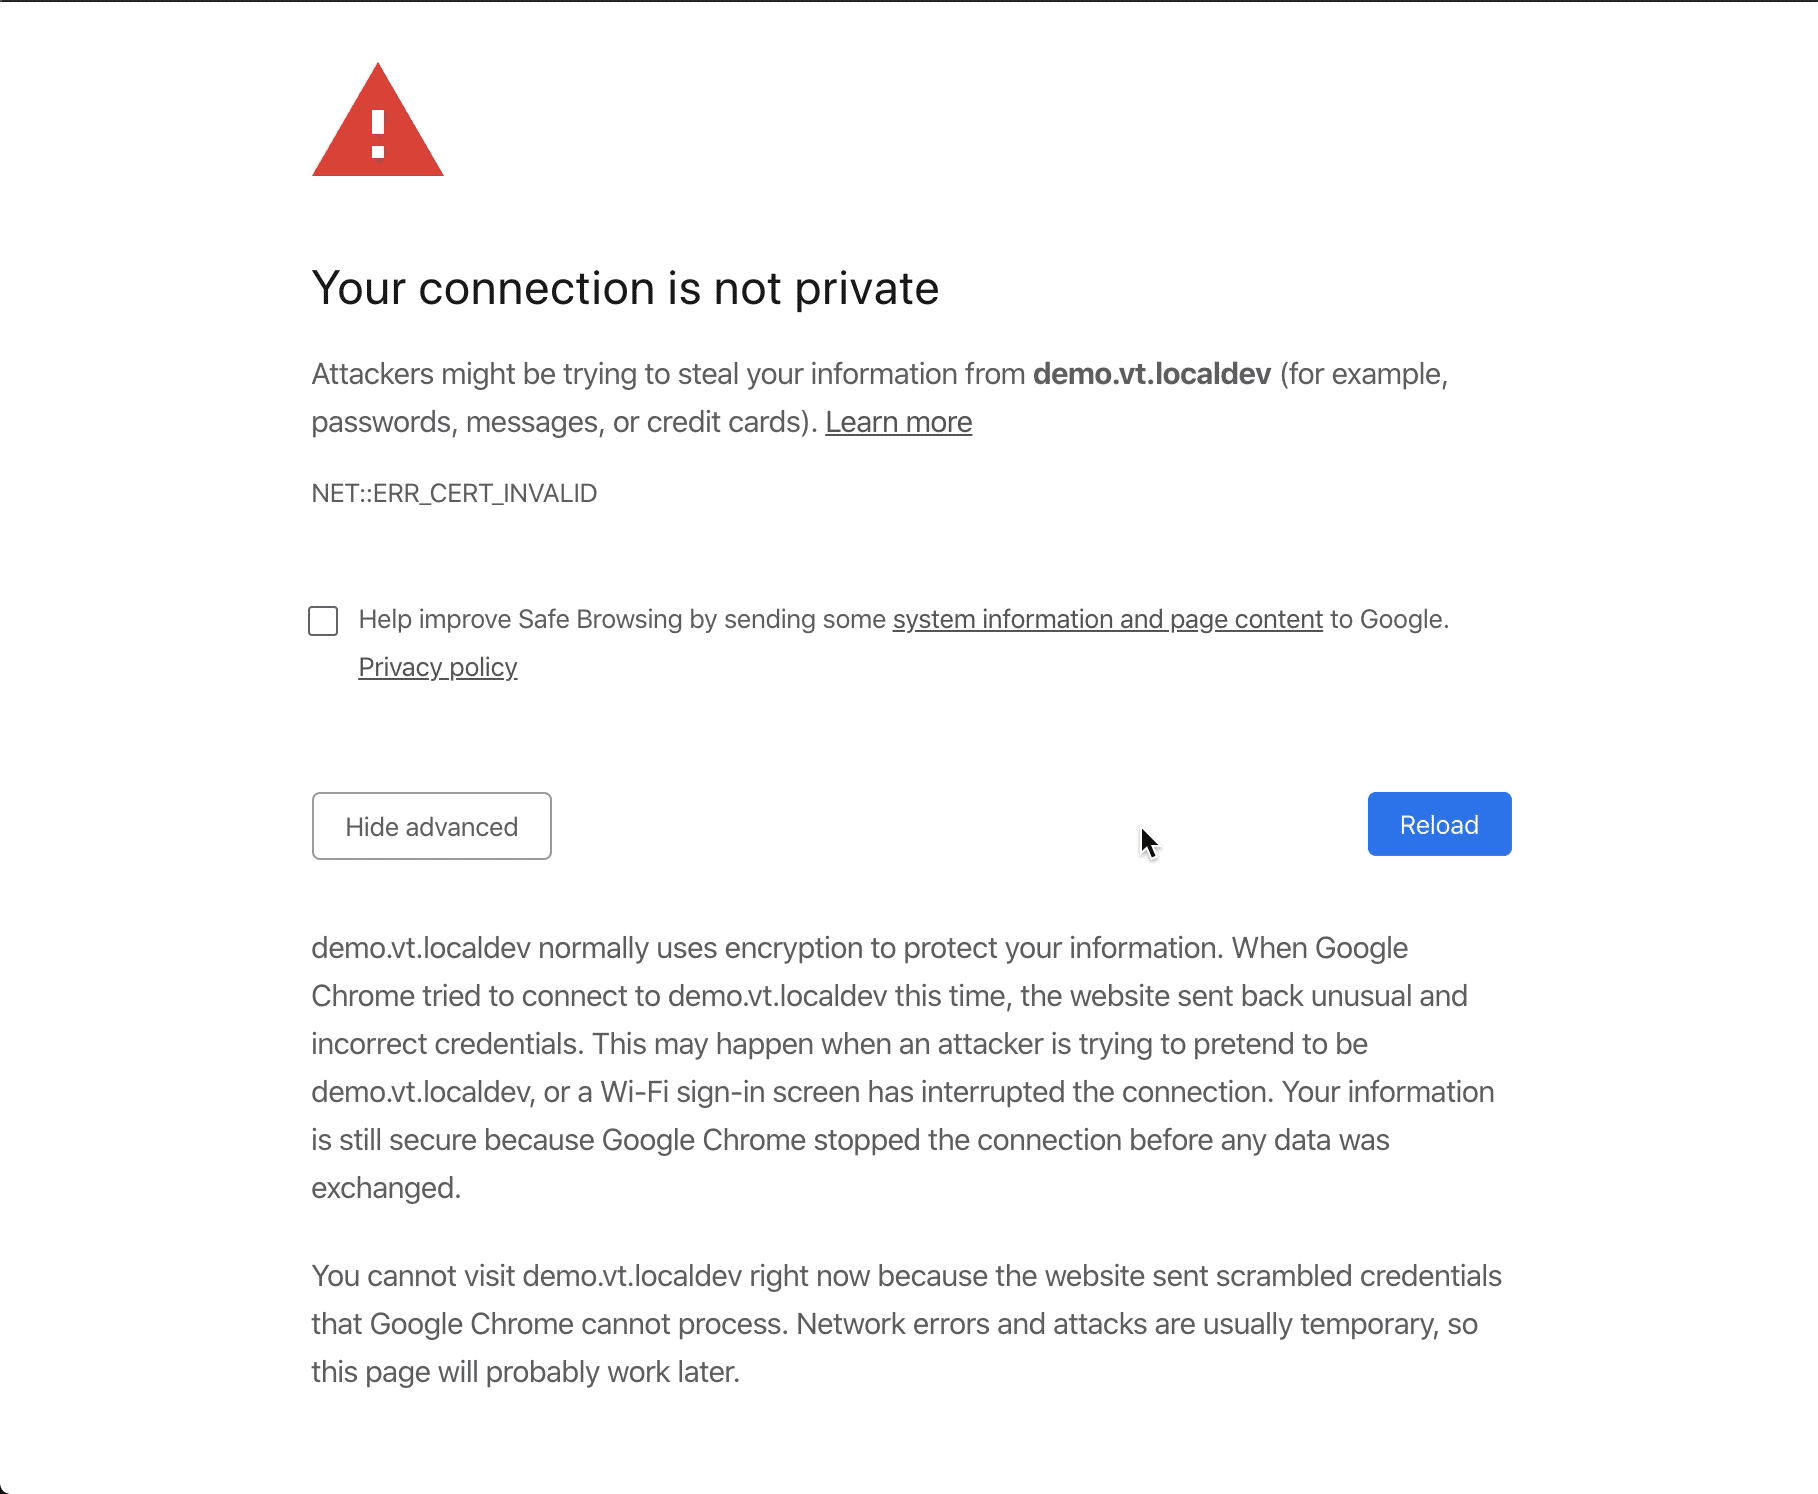 Your connection is not private
Attackers might be trying to steal your information from demo.vt.localdev (for example,
passwords, messages, or credit cards). Learn more
NET::ERR_CERT_INVALID
Help improve Safe Browsing by sending some system information and page content to Google.
Privacy policy
Hide advanced
Reload
demo.vt.localdev normally uses encryption to protect your information. When Google
Chrome tried to connect to demo.vt.localdev this time, the website sent back unusual and
incorrect credentials. This may happen when an attacker is trying to pretend to be
demo.vt.localdev, or a Wi-Fi sign-in screen has interrupted the connection. Your information
is still secure because Google Chrome stopped the connection before any data was
exchanged.
You cannot visit demo.vt.localdev right now because the website sent scrambled credentials
that Google Chrome cannot process. Network errors and attacks are usually temporary, so
this page will probably work later.